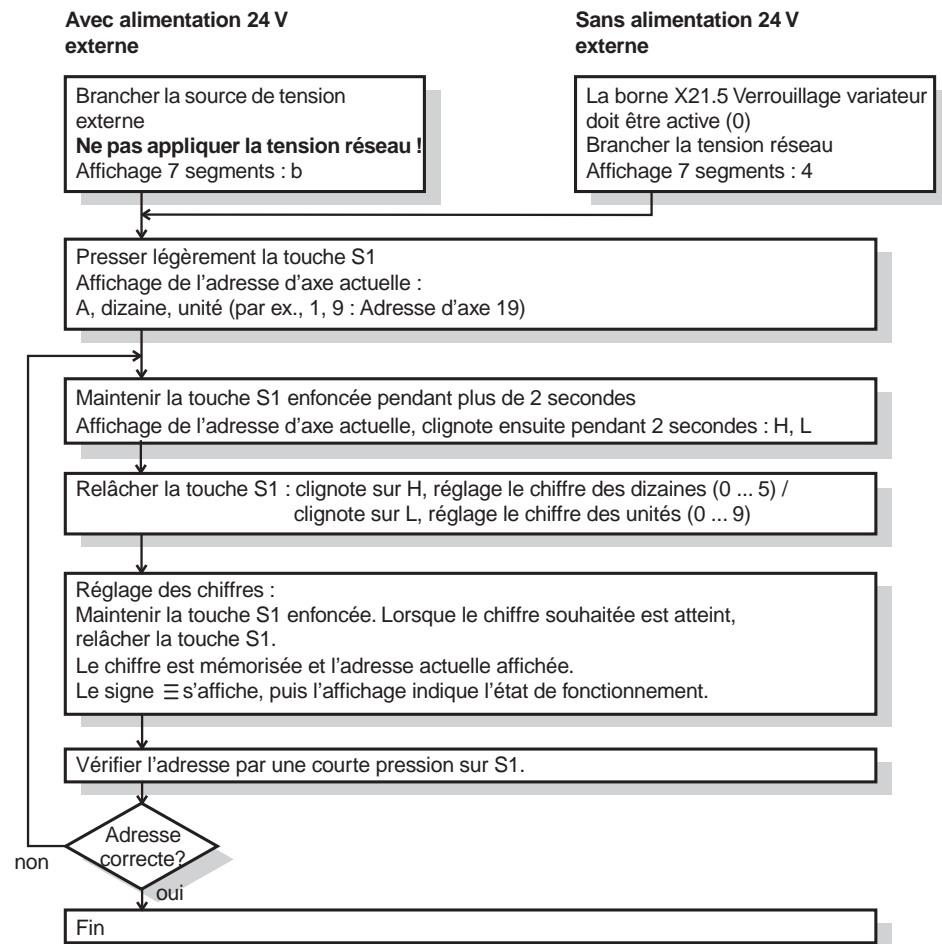 Avec alimentation 24 V
externe
Sans alimentation 24 V
externe
Brancher la source de tension
externe
Ne pas appliquer la tension réseau !
Affichage 7 segments : b
La borne X21.5 Verrouillage variateur
doit être active (0)
Brancher la tension réseau
Affichage 7 segments : 4
Presser légèrement la touche S1
Affichage de l'adresse d'axe actuelle :
A, dizaine, unité (par ex., 1, 9 : Adresse d'axe 19)
Maintenir la touche S1 enfoncée pendant plus de 2 secondes
Affichage de l'adresse d'axe actuelle, clignote ensuite pendant 2 secondes : H, L
Relâcher la touche S1 : clignote sur H, réglage le chiffre des dizaines (0 ... 5) /
clignote sur L, réglage le chiffre des unités (0 ... 9)
Réglage des chiffres :
Maintenir la touche S1 enfoncée. Lorsque le chiffre souhaitée est atteint,
relâcher la touche S1.
Le chiffre est mémorisée et l'adresse actuelle affichée.
Le signe ☰ s'affiche, puis l'affichage indique l'état de fonctionnement.
Vérifier l'adresse par une courte pression sur S1.
Adresse
correcte?
non
oui
Fin